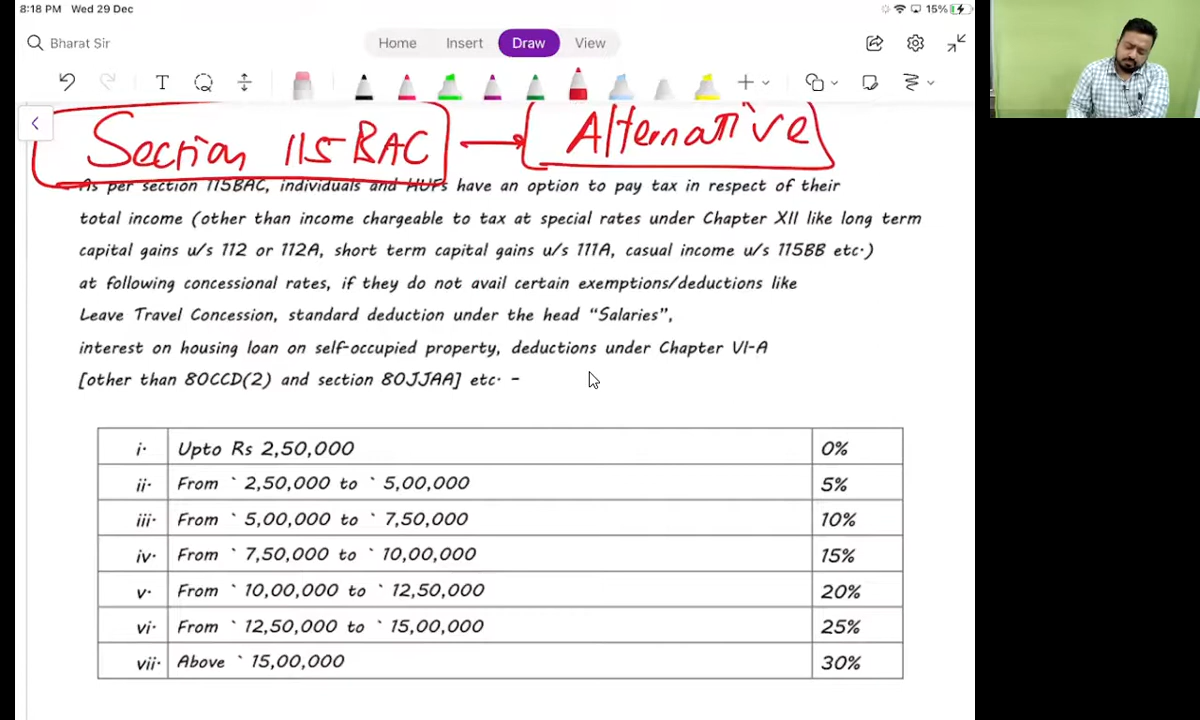 8:18 PM Wed 29 Dec
15%
Bharat Sir
Home Insert Draw View
T
Section 115-BAC → Alternative
As per section 115BAC, individuals and HUFs have an option to pay tax in respect of their
total income (other than income chargeable to tax at special rates under Chapter XII like long term
capital gains u/s 112 or 112A, short term capital gains u/s 111A, casual income u/s 115BB etc·)
at following concessional rates, if they do not avail certain exemptions/deductions like
Leave Travel Concession, standard deduction under the head “Salaries”,
interest on housing loan on self-occupied property, deductions under Chapter VI-A
[other than 80CCD(2) and section 80JJAA] etc· -
i· Upto Rs 2,50,000 0%
ii· From ` 2,50,000 to ` 5,00,000 5%
iii· From ` 5,00,000 to ` 7,50,000 10%
iv· From ` 7,50,000 to ` 10,00,000 15%
v· From ` 10,00,000 to ` 12,50,000 20%
vi· From ` 12,50,000 to ` 15,00,000 25%
vii· Above ` 15,00,000 30%